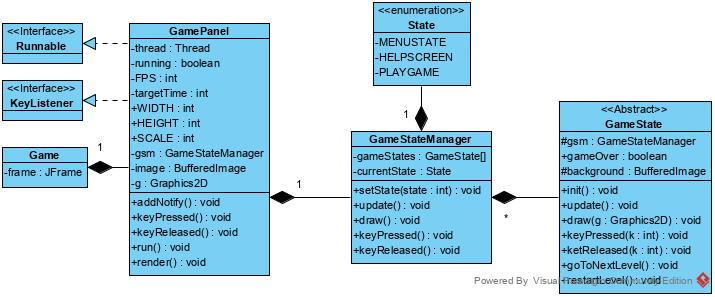 <<Interface>>
Runnable
<<Interface>>
KeyListener
Game
-frame : JFrame
1
GamePanel
-thread : Thread
-running : boolean
-FPS : int
-targetTime : int
+WIDTH : int
+HEIGHT : int
+SCALE : int
-gsm : GameStateManager
-image : BufferedImage
-g : Graphics2D
+addNotify() : void
+keyPressed() : void
+keyReleased() : void
+run() : void
+render() : void
1
<<enumeration>>
State
-MENUSTATE
-HELPSCREEN
-PLAYGAME
1
GameStateManager
-gameStates : GameState[]
-currentState : State
+setState(state : int) : void
+update() : void
+draw() : void
+keyPressed() : void
+keyReleased() : void
*
<<Abstract>>
GameState
#gsm : GameStateManager
+gameOver : boolean
#background : BufferedImage
+init() : void
+update() : void
+draw(g : Graphics2D) : void
+keyPressed(k : int) : void
+ketReleased(k : int) : void
+goToNextLevel() : void
+restartLevel() : void
Powered By Visual Paradigm Community Edition